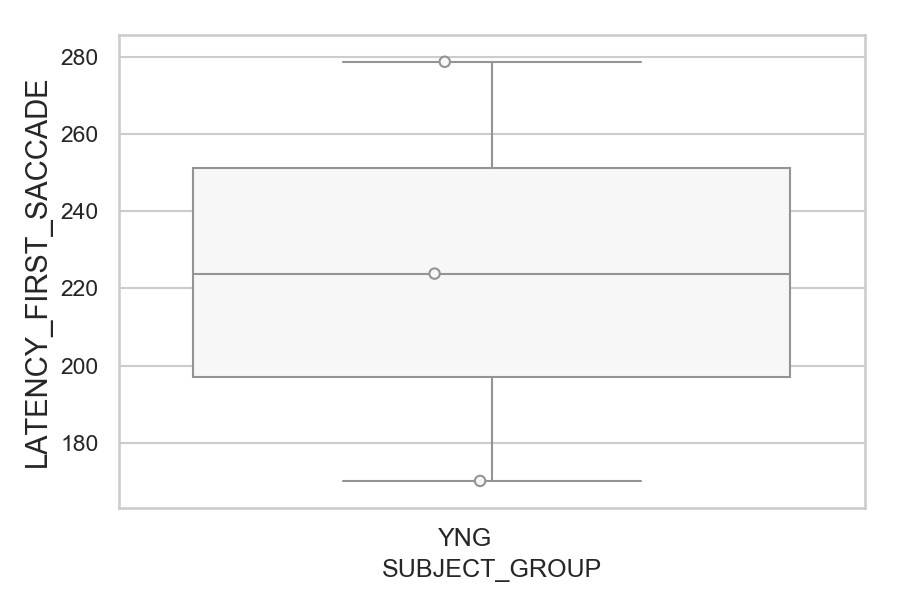 LATENCY_FIRST_SACCADE
280
260
240
220
200
180
YNG
SUBJECT_GROUP